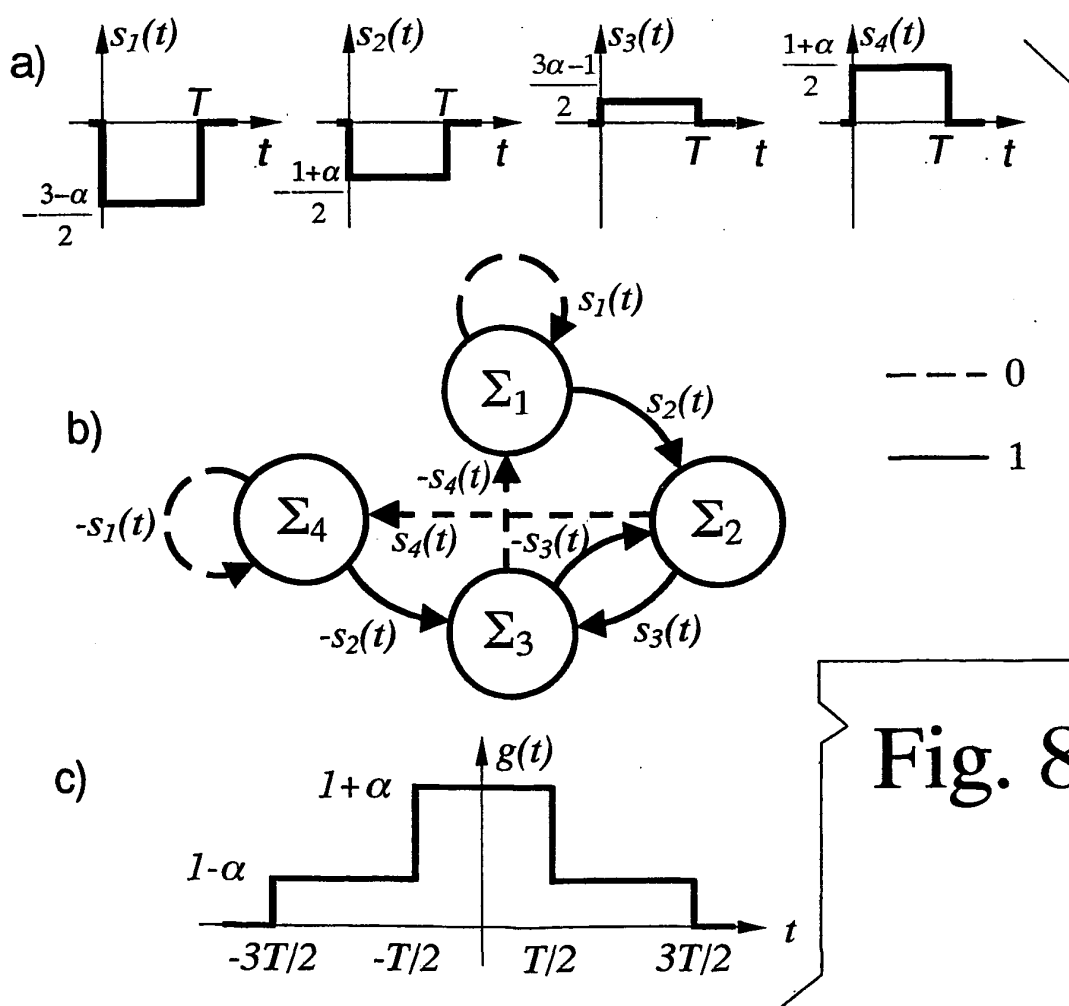 a)
s1(t)
T
t
-3-α/2
s2(t)
T
t
-1+α/2
s3(t)
3α-1/2
T
t
s4(t)
1+α/2
T
t
b)
s1(t)
Σ1
s2(t)
0
1
-s4(t)
-s1(t)
Σ4
s4(t)
-s3(t)
Σ2
-s2(t)
Σ3
s3(t)
c)
g(t)
1+α
1-α
t
-3T/2
-T/2
T/2
3T/2
Fig. 8